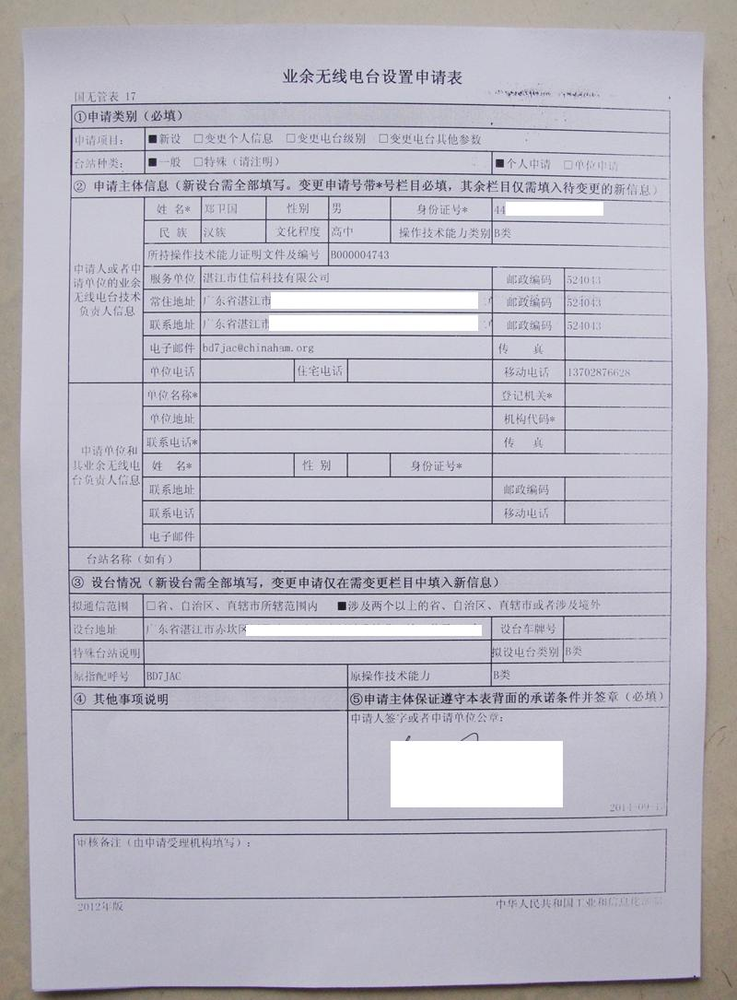 业余无线电台设置申请表
国无管表 17
①申请类别（必填）
申请项目： ■新设 □变更个人信息 □变更电台级别 □变更电台其他参数
台站种类： ■一般 □特殊（请注明） ■个人申请 □单位申请
② 申请主体信息（新设台需全部填写。变更申请号带*号栏目必填，其余栏目仅需填入待变更的新信息）
申请人或者申请单位的业余无线电台技术负责人信息
姓 名* 郑卫国 性别 男 身份证号* 44
民 族 汉族 文化程度 高中 操作技术能力类别 B类
所持操作技术能力证明文件及编号 B000004743
服务单位 湛江市佳信科技有限公司 邮政编码 524043
常住地址 广东省湛江市 邮政编码 524043
联系地址 广东省湛江市 邮政编码 524043
电子邮件 bd7jac@chinaham.org 传 真
单位电话 住宅电话 移动电话 13702876628
申请单位和其业余无线电台负责人信息
单位名称* 登记机关*
单位地址 机构代码*
联系电话* 传 真
姓 名* 性 别 身份证号*
联系地址 邮政编码
联系电话 移动电话
电子邮件
台站名称（如有）
③ 设台情况（新设台需全部填写，变更申请仅在需变更栏目中填入新信息）
拟通信范围 □省、自治区、直辖市所辖范围内 ■涉及两个以上的省、自治区、直辖市或者涉及境外
设台地址 广东省湛江市赤坎区 设台车牌号
特殊台站说明 拟设电台类别 B类
原指配呼号 BD7JAC 原操作技术能力 B类
④ 其他事项说明 ⑤申请主体保证遵守本表背面的承诺条件并签章（必填）
申请人签字或者申请单位公章：
2014-09-1
审核备注（由申请受理机构填写）：
2012年版 中华人民共和国工业和信息化部